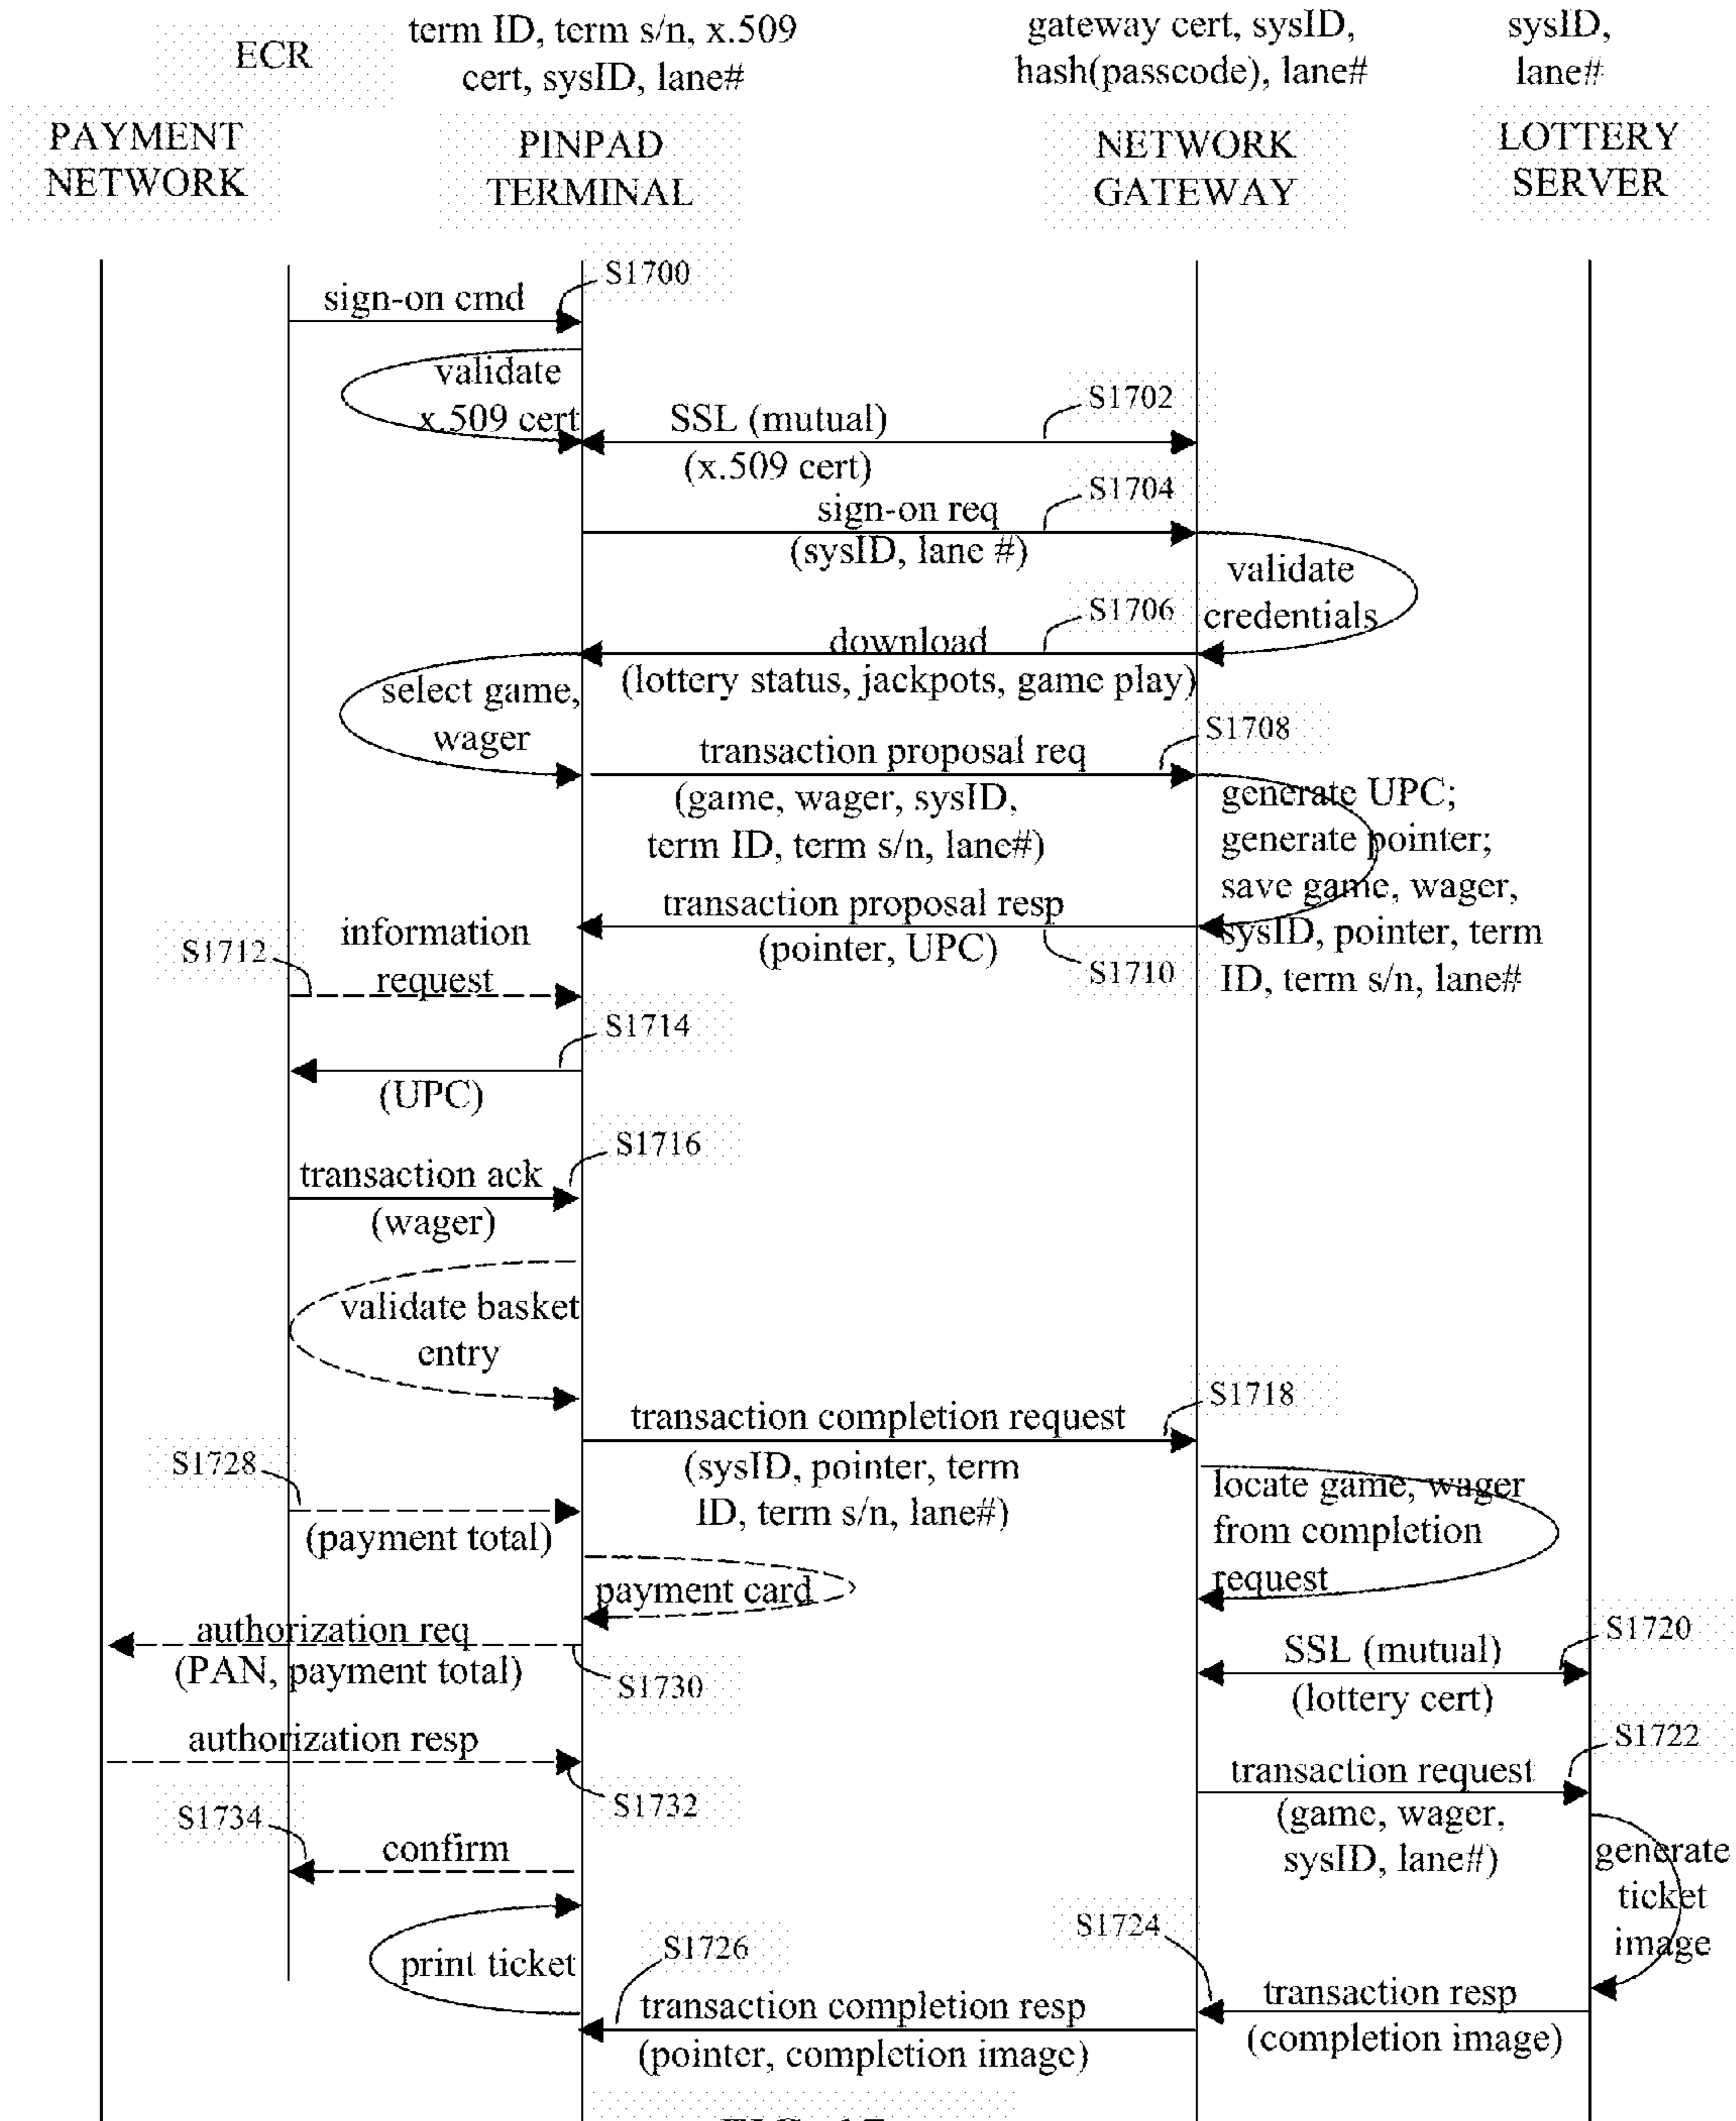 ECR
term ID, term s/n, x.509
cert, sysID, lane#
gateway cert, sysID,
hash(passcode), lane#
sysID,
lane#
PAYMENT
NETWORK
PINPAD
TERMINAL
NETWORK
GATEWAY
LOTTERY
SERVER
S1700
sign-on cmd
validate
x.509 cert
S1702
SSL (mutual)
(x.509 cert)
S1704
sign-on req
(sysID, lane #)
validate
credentials
S1706
download
(lottery status, jackpots, game play)
select game,
wager
S1708
transaction proposal req
(game, wager, sysID,
term ID, term s/n, lane#)
generate UPC;
generate pointer;
save game, wager,
sysID, pointer, term
ID, term s/n, lane#
transaction proposal resp
(pointer, UPC)
S1710
S1712
information
request
S1714
(UPC)
S1716
transaction ack
(wager)
validate basket
entry
S1718
transaction completion request
(sysID, pointer, term
ID, term s/n, lane#)
S1728
(payment total)
locate game, wager
from completion
request
payment card
authorization req
(PAN, payment total)
S1730
S1720
SSL (mutual)
(lottery cert)
authorization resp
S1732
S1722
transaction request
(game, wager,
sysID, lane#)
S1734
confirm
generate
ticket
image
print ticket
S1726
S1724
transaction resp
(completion image)
transaction completion resp
(pointer, completion image)